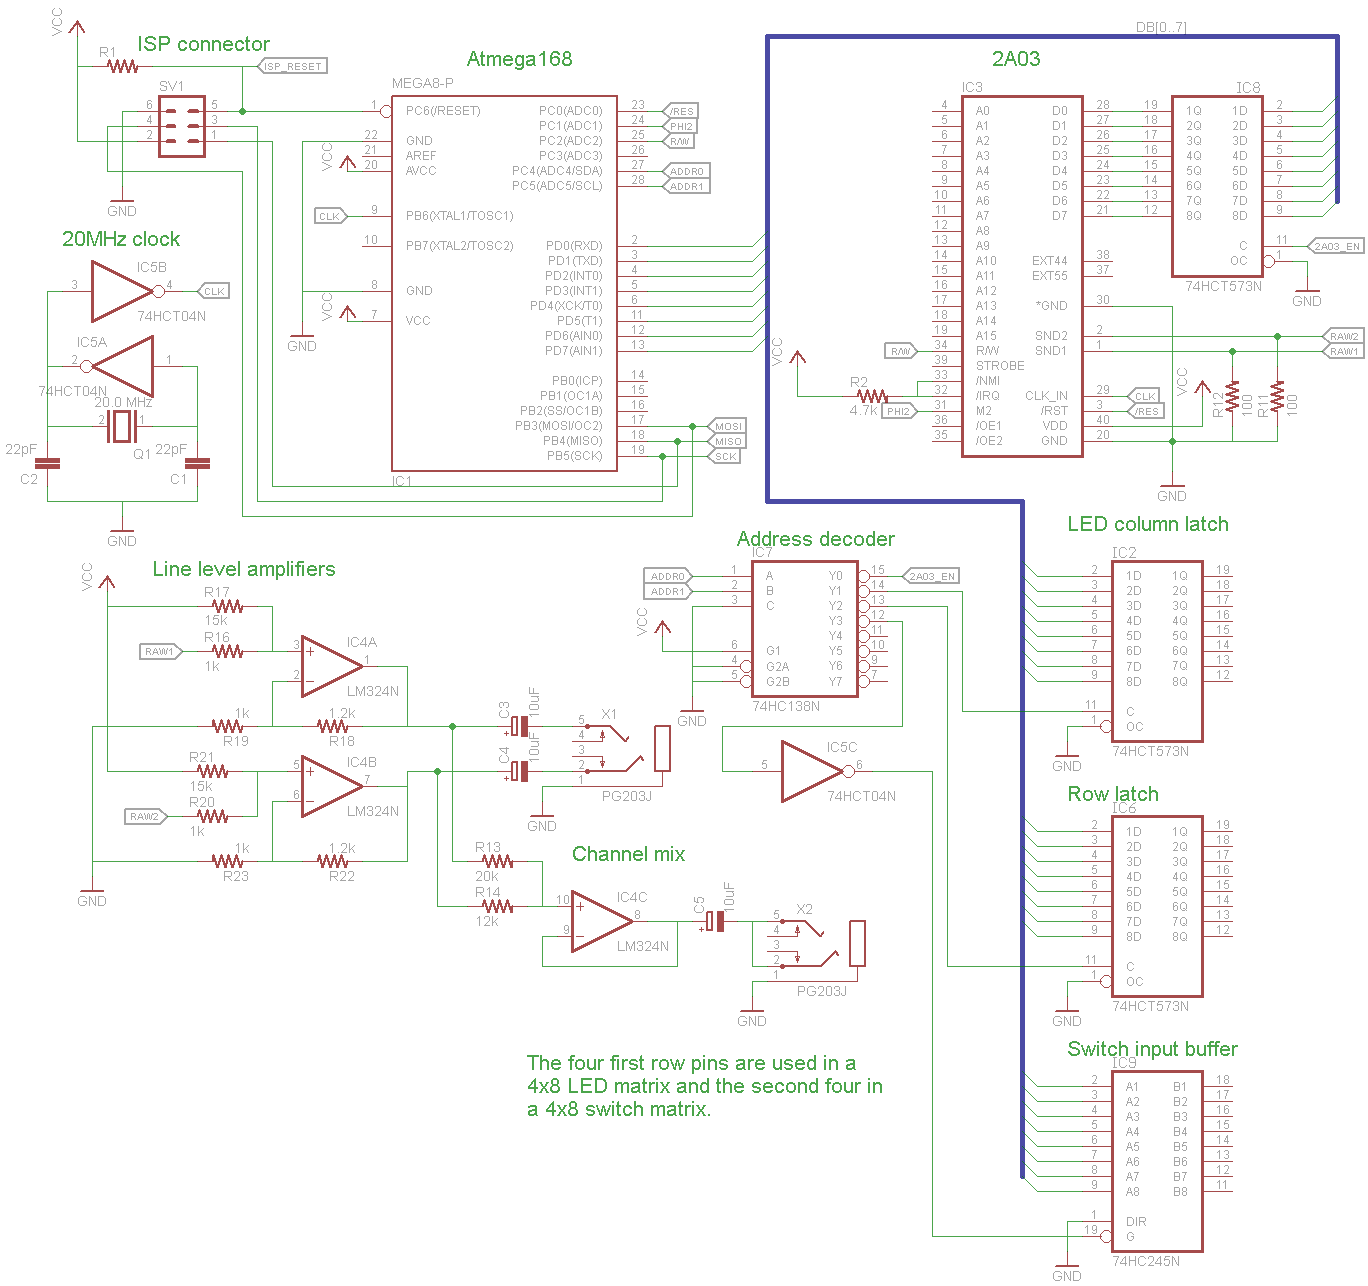 VCC
R1
ISP connector
ISP_RESET
SV1
6 5
4 3
2 1
GND
20MHz clock
IC5B
3 4
CLK
74HCT04N
IC5A
2 1
74HCT04N
20.0 MHz
2 1
Q1
22pF
C2
22pF
C1
GND
Atmega168
MEGA8-P
1 PC6(/RESET)
22 GND
21 AREF
20 AVCC
VCC
CLK
9 PB6(XTAL1/TOSC1)
10 PB7(XTAL2/TOSC2)
8 GND
VCC
7 VCC
GND
PC0(ADC0) 23 /RES
PC1(ADC1) 24 PHI2
PC2(ADC2) 25 R/W
PC3(ADC3) 26
PC4(ADC4/SDA) 27 ADDR0
PC5(ADC5/SCL) 28 ADDR1
PD0(RXD) 2
PD1(TXD) 3
PD2(INT0) 4
PD3(INT1) 5
PD4(XCK/T0) 6
PD5(T1) 11
PD6(AIN0) 12
PD7(AIN1) 13
PB0(ICP) 14
PB1(OC1A) 15
PB2(SS/OC1B) 16
PB3(MOSI/OC2) 17 MOSI
PB4(MISO) 18 MISO
PB5(SCK) 19 SCK
IC1
DB[0..7]
2A03
IC3
4 A0
5 A1
6 A2
7 A3
8 A4
9 A5
10 A6
11 A7
12 A8
13 A9
14 A10
15 A11
16 A12
17 A13
18 A14
19 A15
R/W 34 R/W
39 STROBE
33 /NMI
32 /IRQ
PHI2 31 M2
36 /OE1
35 /OE2
VCC
R2
4.7k
D0 28
D1 27
D2 26
D3 25
D4 24
D5 23
D6 22
D7 21
EXT44 38
EXT55 37
*GND 30
SND2 2 RAW2
SND1 1 RAW1
CLK_IN 29 CLK
/RST 3 /RES
VDD 40
GND 20
VCC
R12
100
R11
100
GND
IC8
19 1Q 1D 2
18 2Q 2D 3
17 3Q 3D 4
16 4Q 4D 5
15 5Q 5D 6
14 6Q 6D 7
13 7Q 7D 8
12 8Q 8D 9
C 11 2A03_EN
OC 1
74HCT573N
GND
Line level amplifiers
VCC
R17
15k
RAW1
R16
1k
3 + IC4A
1
2 −
LM324N
1k
R19
1.2k
R18
R21
15k
RAW2
R20
1k
5 + IC4B
7
6 −
LM324N
1k
R23
1.2k
R22
GND
C3
10uF
+
C4
10uF
+
X1
5
4
3
2
1
PG203J
GND
Channel mix
R13
20k
R14
12k
10 + IC4C
8
9 −
LM324N
C5
10uF
+
X2
5
4
3
2
1
PG203J
GND
Address decoder
IC7
ADDR0 1 A
ADDR1 2 B
3 C
VCC
6 G1
4 G2A
5 G2B
GND
Y0 15 2A03_EN
Y1 14
Y2 13
Y3 12
Y4 11
Y5 10
Y6 9
Y7 7
74HC138N
IC5C
5 6
74HCT04N
LED column latch
IC2
2 1D 1Q 19
3 2D 2Q 18
4 3D 3Q 17
5 4D 4Q 16
6 5D 5Q 15
7 6D 6Q 14
8 7D 7Q 13
9 8D 8Q 12
11 C
1 OC
74HCT573N
GND
Row latch
IC6
2 1D 1Q 19
3 2D 2Q 18
4 3D 3Q 17
5 4D 4Q 16
6 5D 5Q 15
7 6D 6Q 14
8 7D 7Q 13
9 8D 8Q 12
11 C
1 OC
74HCT573N
GND
Switch input buffer
IC9
2 A1 B1 18
3 A2 B2 17
4 A3 B3 16
5 A4 B4 15
6 A5 B5 14
7 A6 B6 13
8 A7 B7 12
9 A8 B8 11
1 DIR
19 G
74HC245N
GND
The four first row pins are used in a
4x8 LED matrix and the second four in
a 4x8 switch matrix.